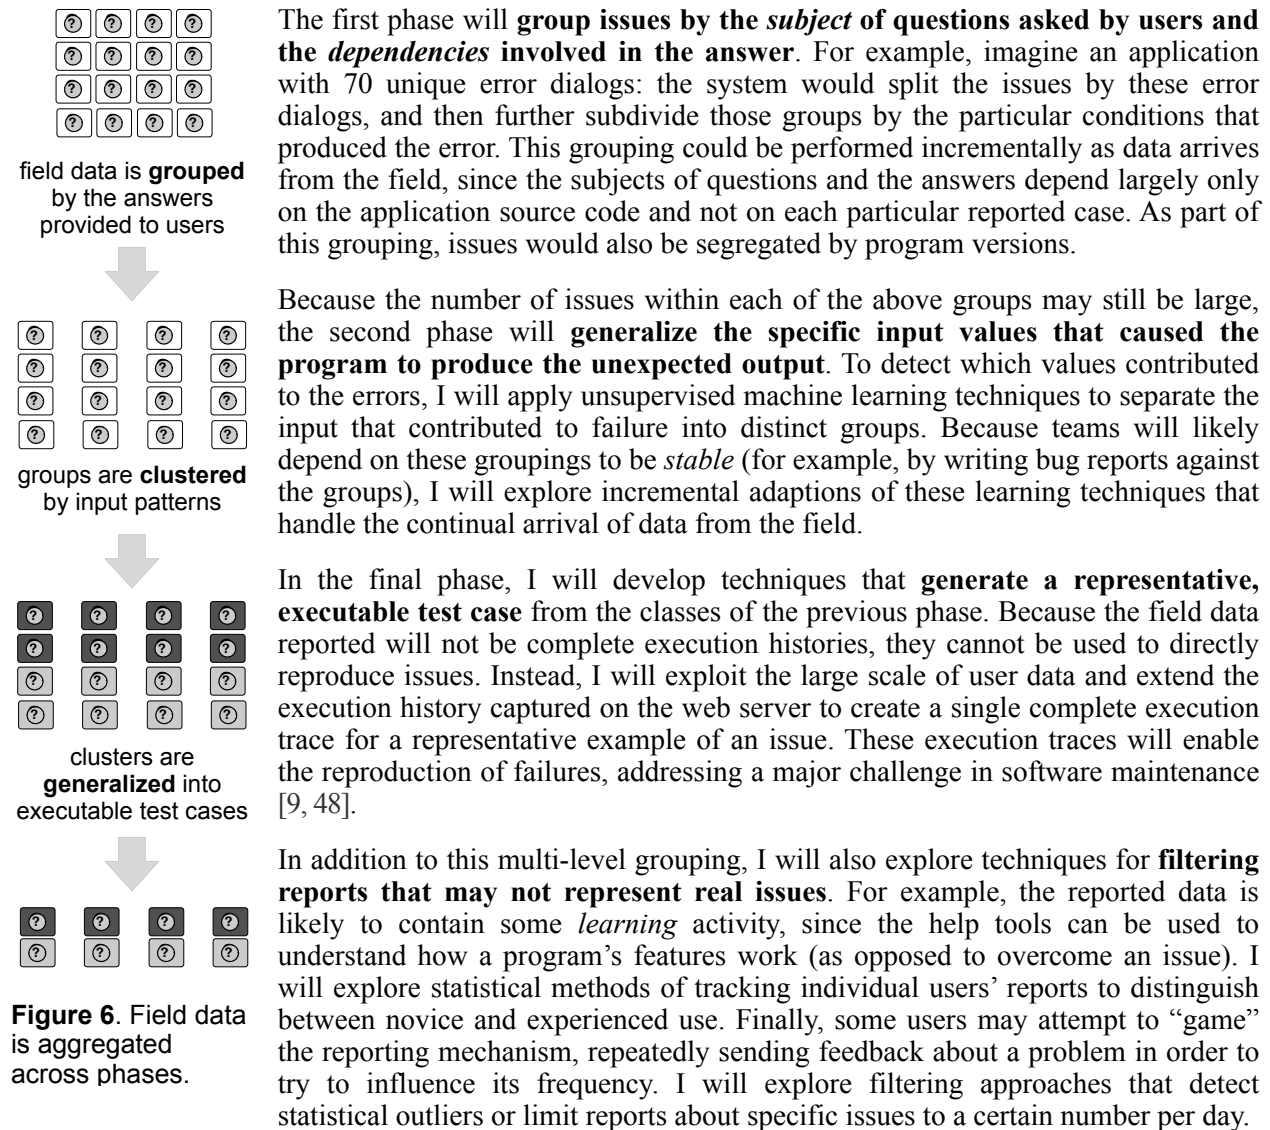 field data is grouped
by the answers
provided to users
groups are clustered
by input patterns
clusters are
generalized into
executable test cases
Figure 6. Field data
is aggregated
across phases.
The first phase will group issues by the subject of questions asked by users and
the dependencies involved in the answer. For example, imagine an application
with 70 unique error dialogs: the system would split the issues by these error
dialogs, and then further subdivide those groups by the particular conditions that
produced the error. This grouping could be performed incrementally as data arrives
from the field, since the subjects of questions and the answers depend largely only
on the application source code and not on each particular reported case. As part of
this grouping, issues would also be segregated by program versions.
Because the number of issues within each of the above groups may still be large,
the second phase will generalize the specific input values that caused the
program to produce the unexpected output. To detect which values contributed
to the errors, I will apply unsupervised machine learning techniques to separate the
input that contributed to failure into distinct groups. Because teams will likely
depend on these groupings to be stable (for example, by writing bug reports against
the groups), I will explore incremental adaptions of these learning techniques that
handle the continual arrival of data from the field.
In the final phase, I will develop techniques that generate a representative,
executable test case from the classes of the previous phase. Because the field data
reported will not be complete execution histories, they cannot be used to directly
reproduce issues. Instead, I will exploit the large scale of user data and extend the
execution history captured on the web server to create a single complete execution
trace for a representative example of an issue. These execution traces will enable
the reproduction of failures, addressing a major challenge in software maintenance
[9, 48].
In addition to this multi-level grouping, I will also explore techniques for filtering
reports that may not represent real issues. For example, the reported data is
likely to contain some learning activity, since the help tools can be used to
understand how a program’s features work (as opposed to overcome an issue). I
will explore statistical methods of tracking individual users’ reports to distinguish
between novice and experienced use. Finally, some users may attempt to “game”
the reporting mechanism, repeatedly sending feedback about a problem in order to
try to influence its frequency. I will explore filtering approaches that detect
statistical outliers or limit reports about specific issues to a certain number per day.